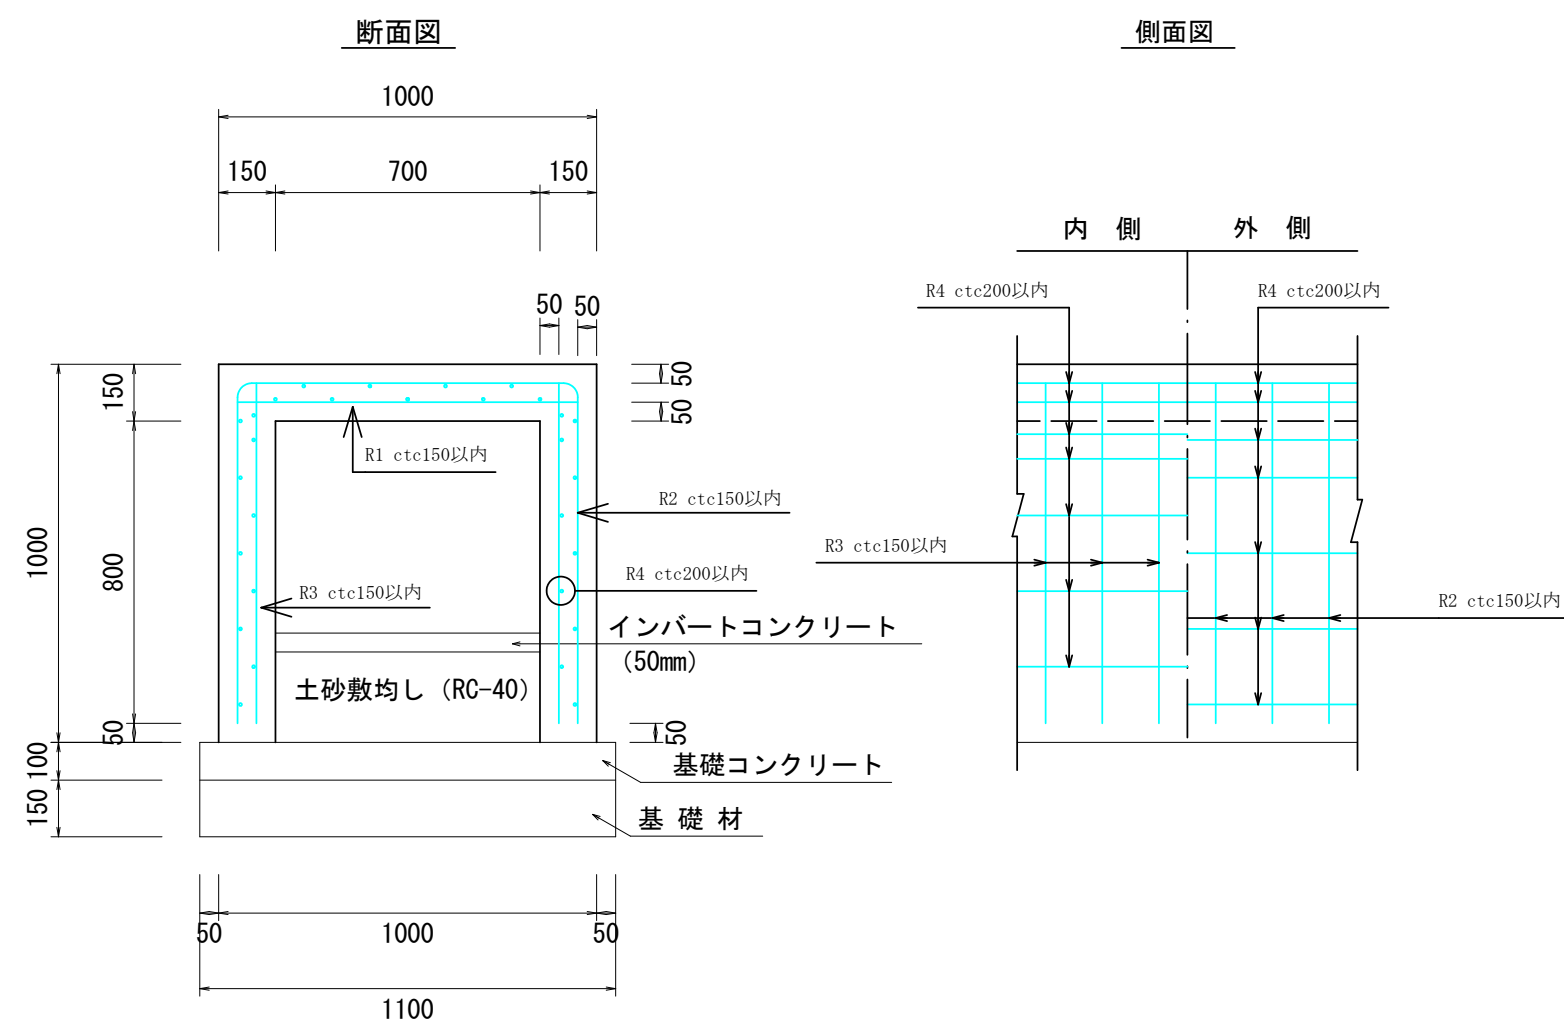 断面図
側面図
1000
150
700
150
内 側
外 側
R4 ctc200以内
R4 ctc200以内
50
50
150
50
50
R1 ctc150以内
R2 ctc150以内
1000
800
R3 ctc150以内
R4 ctc200以内
R3 ctc150以内
R2 ctc150以内
インバートコンクリート
(50mm)
土砂敷均し (RC-40)
50
50
100
基礎コンクリート
150
基 礎 材
50
1000
50
1100